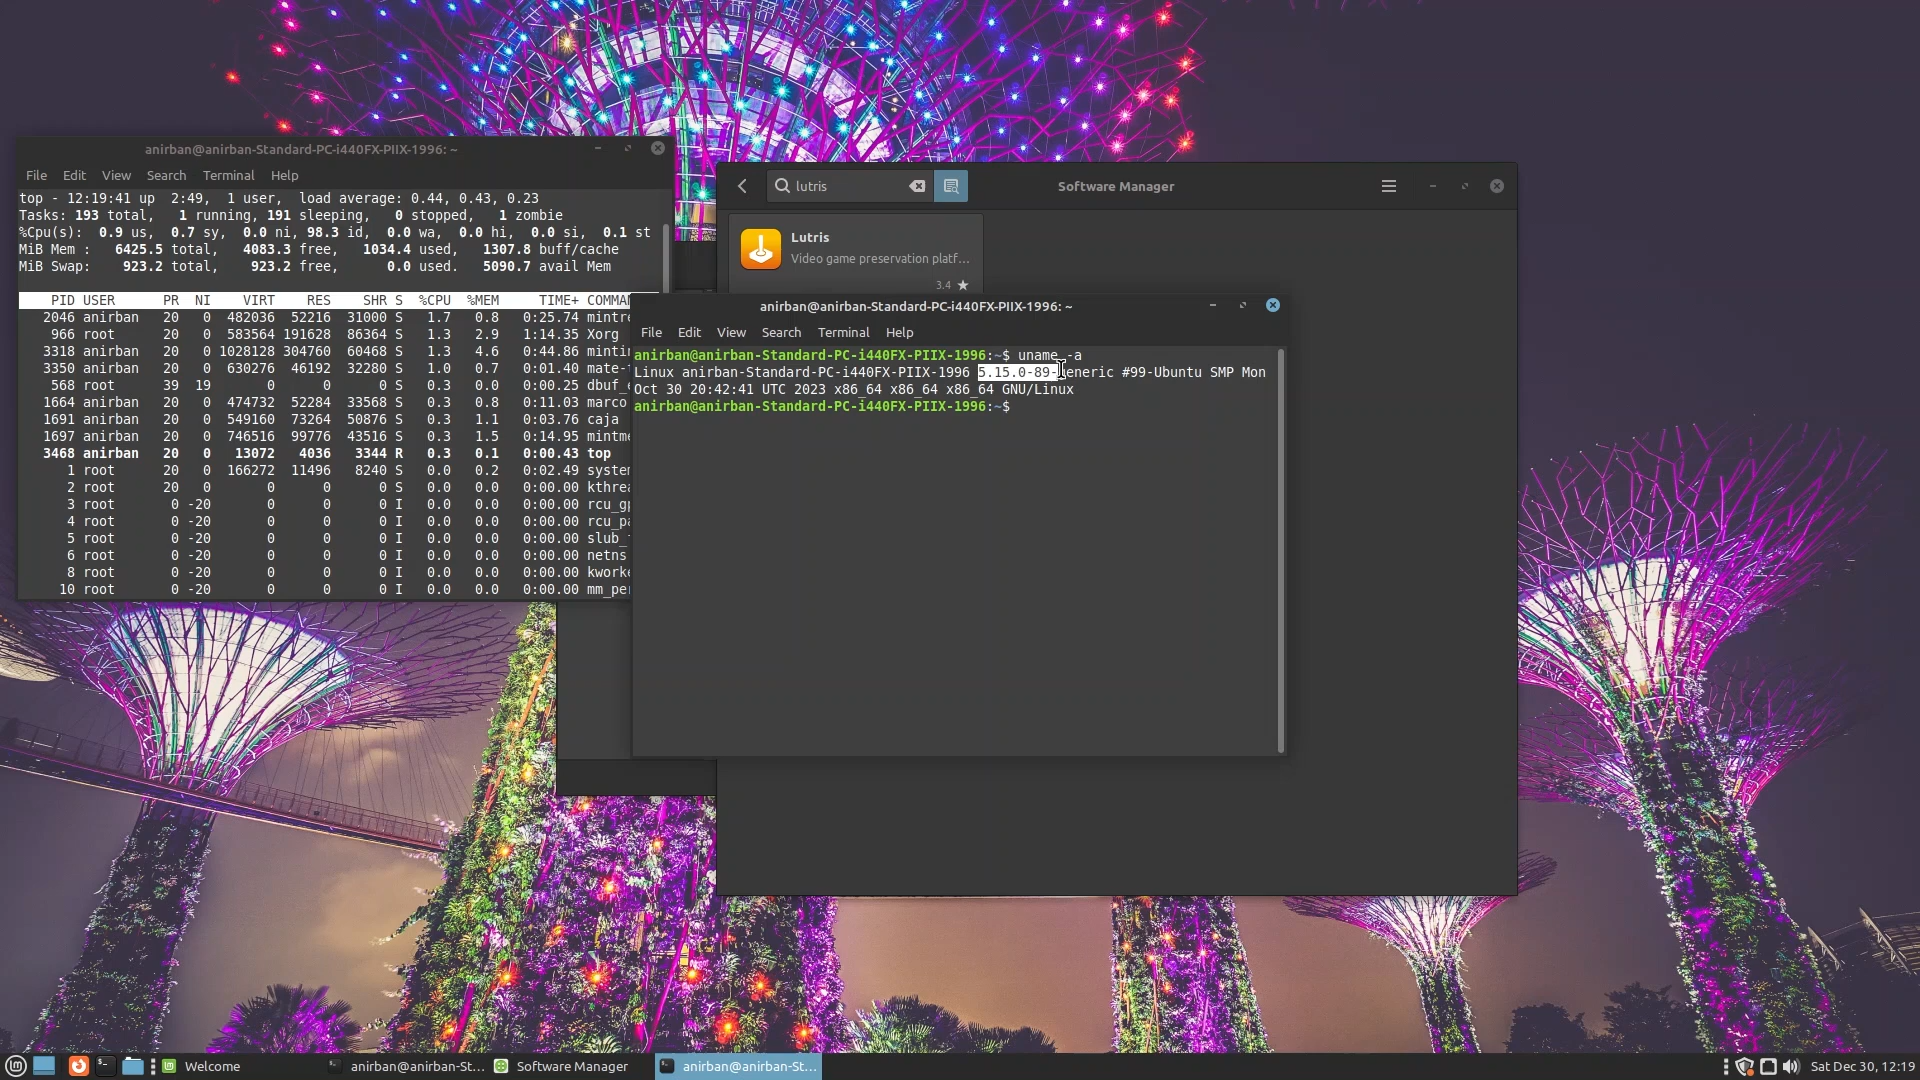 anirban@anirban-Standard-PC-i440FX-PIIX-1996: ~
File Edit View Search Terminal Help
top - 12:19:41 up  2:49,  1 user,  load average: 0.44, 0.43, 0.23
Tasks: 193 total,   1 running, 191 sleeping,   0 stopped,   1 zombie
%Cpu(s):  0.9 us,  0.7 sy,  0.0 ni, 98.3 id,  0.0 wa,  0.0 hi,  0.0 si,  0.1 st
MiB Mem :   6425.5 total,   4083.3 free,   1034.4 used,   1307.8 buff/cache
MiB Swap:    923.2 total,    923.2 free,      0.0 used.   5090.7 avail Mem
PID USER PR NI VIRT RES SHR S %CPU %MEM TIME+ COMMAN
2046 anirban 20 0 482036 52216 31000 S 1.7 0.8 0:25.74 mintre
966 root 20 0 583564 191628 86364 S 1.3 2.9 1:14.35 Xorg
3318 anirban 20 0 1028128 304760 60468 S 1.3 4.6 0:44.86 mintin
3350 anirban 20 0 630276 46192 32280 S 1.0 0.7 0:01.40 mate-t
568 root 39 19 0 0 0 S 0.3 0.0 0:00.25 dbuf_e
1664 anirban 20 0 474732 52284 33568 S 0.3 0.8 0:11.03 marco
1691 anirban 20 0 549160 73264 50876 S 0.3 1.1 0:03.76 caja
1697 anirban 20 0 746516 99776 43516 S 0.3 1.5 0:14.95 mintme
3468 anirban 20 0 13072 4036 3344 R 0.3 0.1 0:00.43 top
1 root 20 0 166272 11496 8240 S 0.0 0.2 0:02.49 system
2 root 20 0 0 0 0 S 0.0 0.0 0:00.00 kthrea
3 root 0 -20 0 0 0 I 0.0 0.0 0:00.00 rcu_gp
4 root 0 -20 0 0 0 I 0.0 0.0 0:00.00 rcu_pa
5 root 0 -20 0 0 0 I 0.0 0.0 0:00.00 slub_
6 root 0 -20 0 0 0 I 0.0 0.0 0:00.00 netns
8 root 0 -20 0 0 0 I 0.0 0.0 0:00.00 kworke
10 root 0 -20 0 0 0 I 0.0 0.0 0:00.00 mm_per
lutris
Software Manager
Lutris
Video game preservation platf...
3.4 ★
anirban@anirban-Standard-PC-i440FX-PIIX-1996: ~
File Edit View Search Terminal Help
anirban@anirban-Standard-PC-i440FX-PIIX-1996:~$ uname -a
Linux anirban-Standard-PC-i440FX-PIIX-1996 5.15.0-89-generic #99-Ubuntu SMP Mon
Oct 30 20:42:41 UTC 2023 x86_64 x86_64 x86_64 GNU/Linux
anirban@anirban-Standard-PC-i440FX-PIIX-1996:~$
Welcome
anirban@anirban-St...
Software Manager
anirban@anirban-St...
Sat Dec 30, 12:19